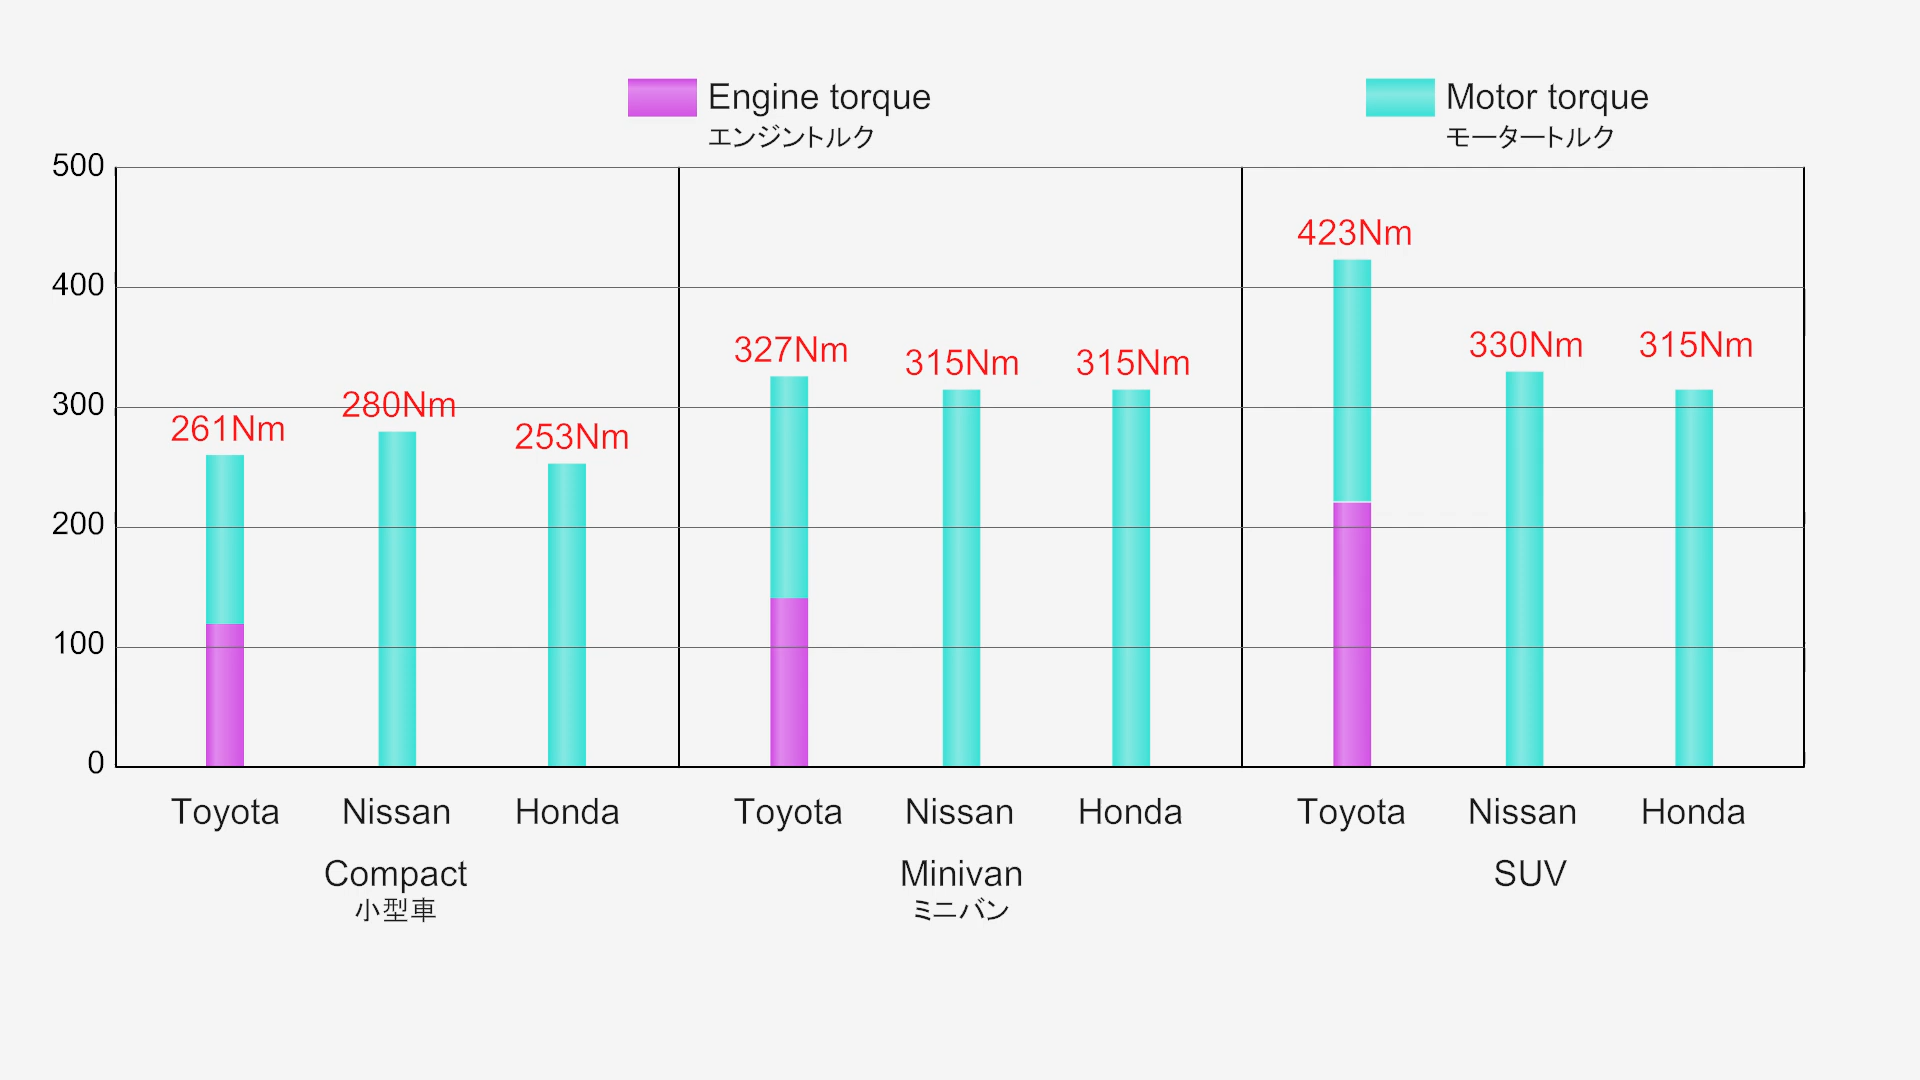 Engine torque
エンジントルク
Motor torque
モータートルク
500
400
300
200
100
0
261Nm
280Nm
253Nm
327Nm
315Nm
315Nm
423Nm
330Nm
315Nm
Toyota
Nissan
Honda
Toyota
Nissan
Honda
Toyota
Nissan
Honda
Compact
小型車
Minivan
ミニバン
SUV